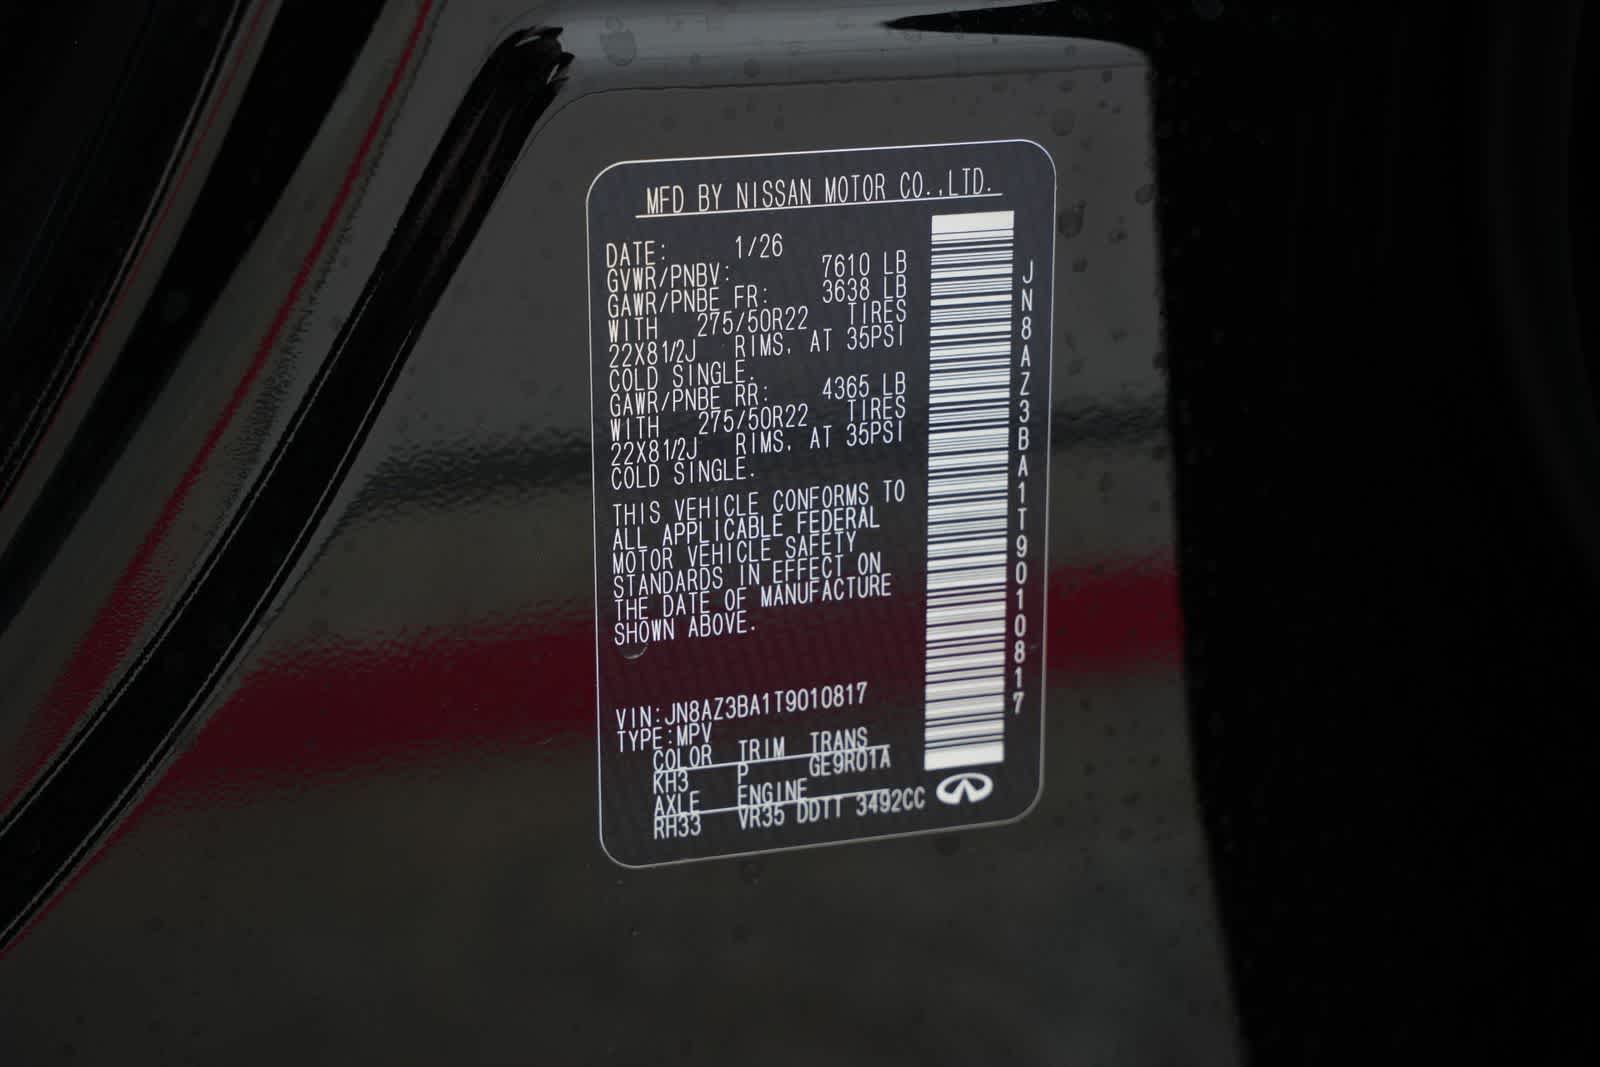 MFD BY NISSAN MOTOR CO.,LTD.
DATE: 1/26
GVWR/PNBV: 7610 LB
GAWR/PNBE FR: 3638 LB
WITH 275/50R22 TIRES
22X81/2J RIMS, AT 35PSI
COLD SINGLE.
GAWR/PNBE RR: 4365 LB
WITH 275/50R22 TIRES
22X81/2J RIMS, AT 35PSI
COLD SINGLE.
THIS VEHICLE CONFORMS TO
ALL APPLICABLE FEDERAL
MOTOR VEHICLE SAFETY
STANDARDS IN EFFECT ON
THE DATE OF MANUFACTURE
SHOWN ABOVE.
VIN:JN8AZ3BA1T9010817
TYPE:MPV
COLOR TRIM TRANS
KH3 P GE9R01A
AXLE ENGINE
RH33 VR35 DDTT 3492CC
JN8AZ3BA1T9010817